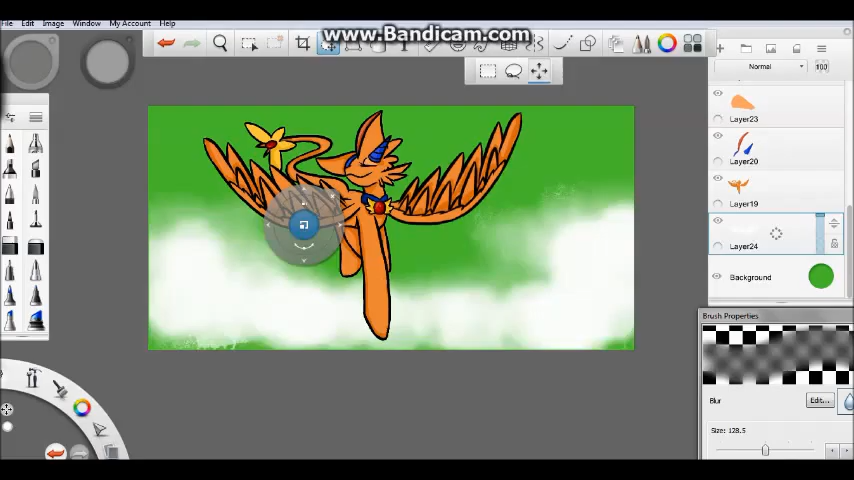 www.Bandicam.com
File Edit Image Window My Account Help
Normal
100
Layer23
Layer20
Layer19
Layer24
Background
Brush Properties
Blur
Edit...
Size: 128.5